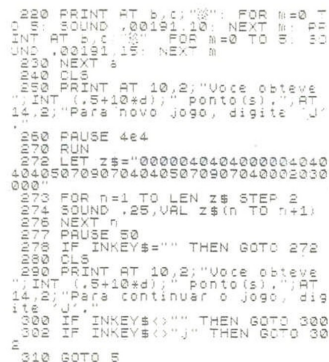 220 PRINT AT b,c;"▒": FOR m=0 T
O 5: SOUND .00191,10: NEXT m: PR
INT AT b,c;"▒": FOR m=0 TO 5: SO
UND .00191,15: NEXT m
230 NEXT a
240 CLS
250 PRINT AT 10,2;"Voce obteve
";INT (.5+10*d);" ponto(s).";AT
14,2;"Para novo jogo, digite 'J'
."
260 PAUSE 4e4
270 RUN
272 LET z$="00000404040000004040
40405070907040405070907040002030
000"
273 FOR n=1 TO LEN z$ STEP 2
274 SOUND .25,VAL z$(n TO n+1)
276 NEXT n
277 PAUSE 50
278 IF INKEY$="" THEN GOTO 272
280 CLS
290 PRINT AT 10,2;"Voce obteve
";INT (.5+10*d);" ponto(s).";AT
14,2;"Para continuar o jogo, dig
ite 'J'."
300 IF INKEY$<>"" THEN GOTO 300
302 IF INKEY$<>"j" THEN GOTO 30
2
310 GOTO 5